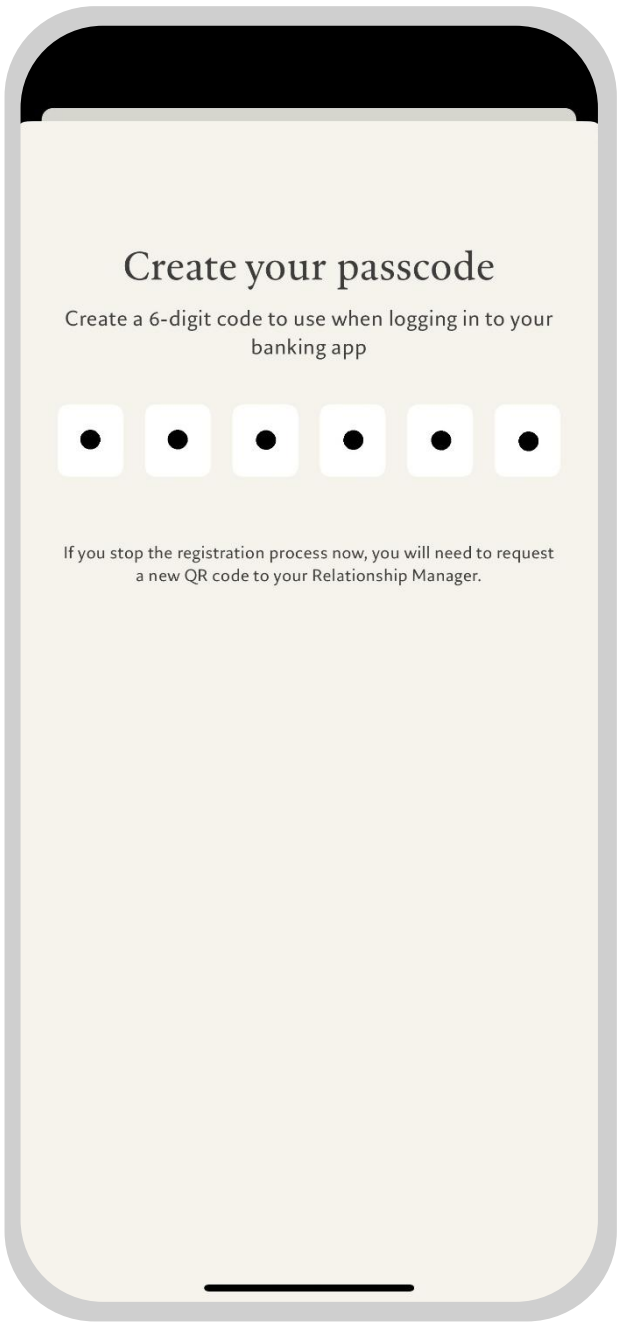 Create your passcode
Create a 6-digit code to use when logging in to your
banking app
If you stop the registration process now, you will need to request
a new QR code to your Relationship Manager.